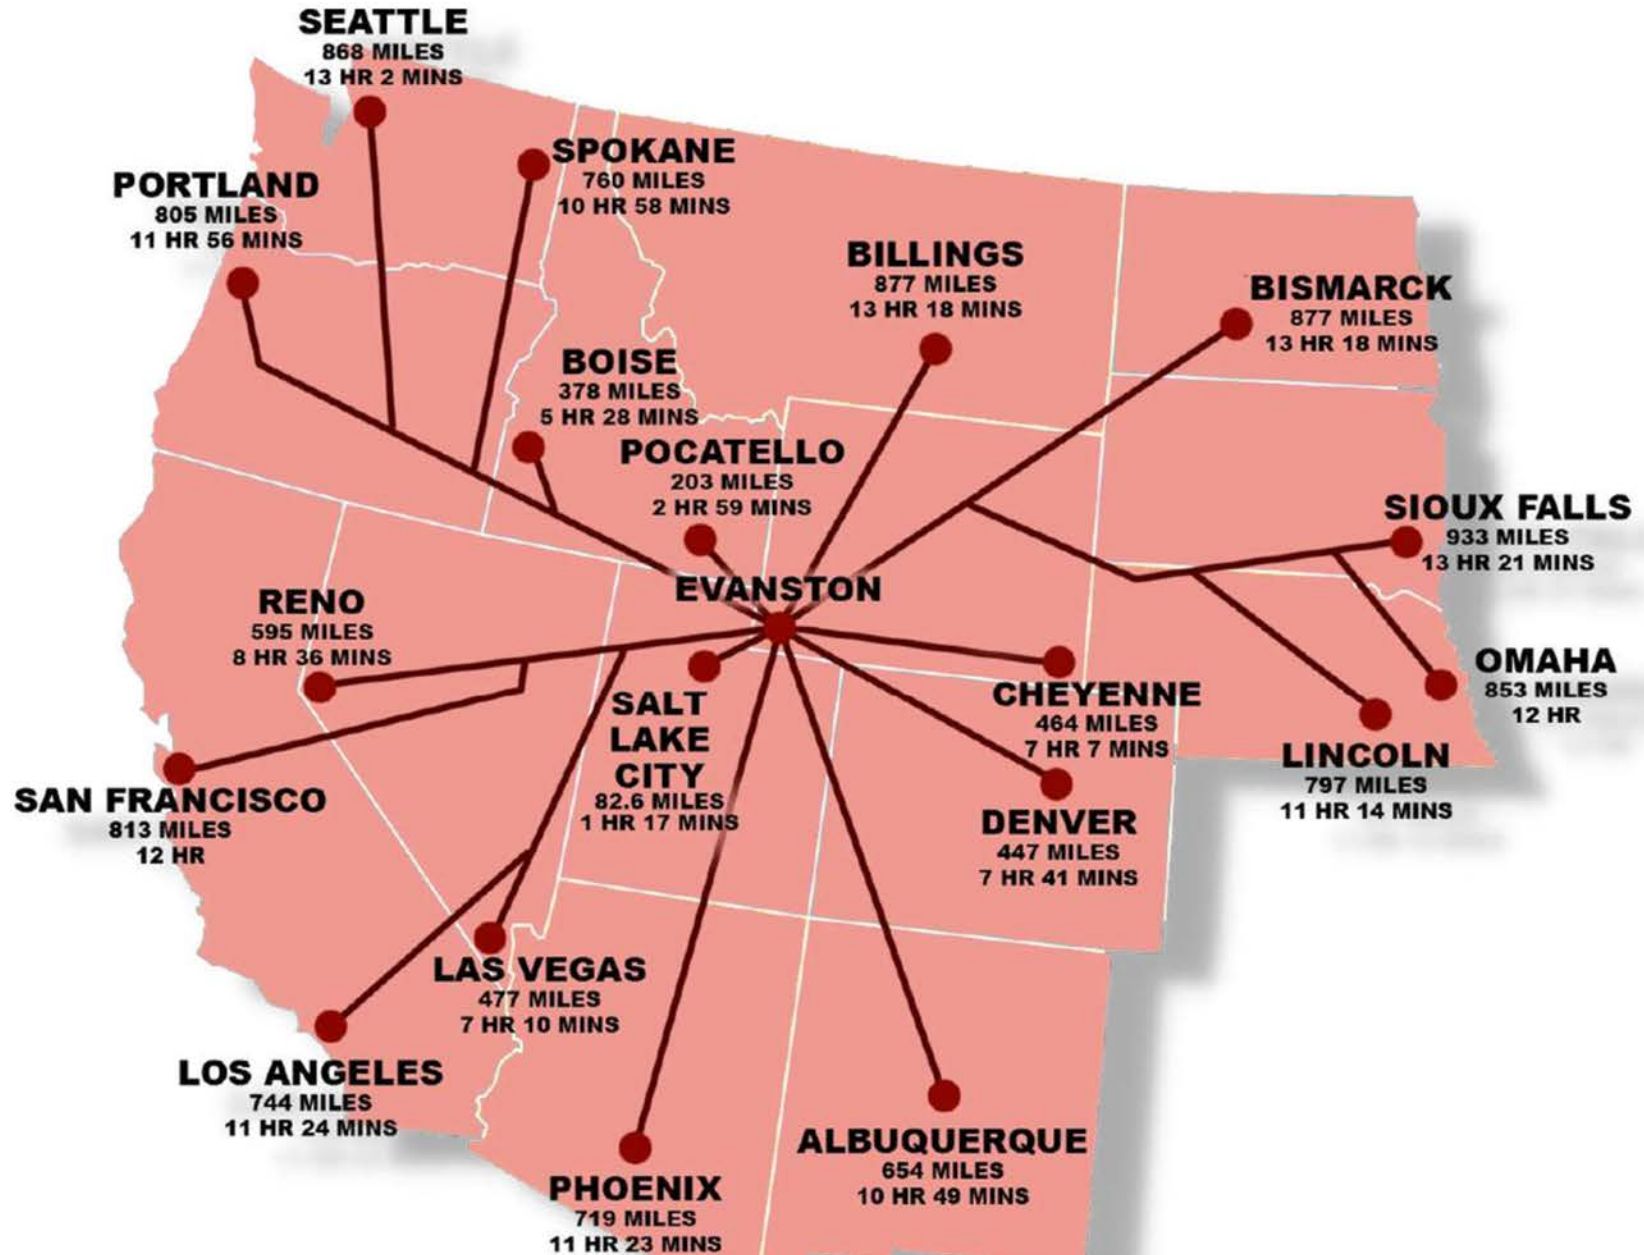 SEATTLE
868 MILES
13 HR 2 MINS
SPOKANE
760 MILES
10 HR 58 MINS
PORTLAND
805 MILES
11 HR 56 MINS
BILLINGS
877 MILES
13 HR 18 MINS
BISMARCK
877 MILES
13 HR 18 MINS
BOISE
378 MILES
5 HR 28 MINS
POCATELLO
203 MILES
2 HR 59 MINS
SIOUX FALLS
933 MILES
13 HR 21 MINS
EVANSTON
RENO
595 MILES
8 HR 36 MINS
OMAHA
853 MILES
12 HR
SALT
LAKE
CITY
82.6 MILES
1 HR 17 MINS
CHEYENNE
464 MILES
7 HR 7 MINS
LINCOLN
797 MILES
11 HR 14 MINS
SAN FRANCISCO
813 MILES
12 HR
DENVER
447 MILES
7 HR 41 MINS
LAS VEGAS
477 MILES
7 HR 10 MINS
LOS ANGELES
744 MILES
11 HR 24 MINS
ALBUQUERQUE
654 MILES
10 HR 49 MINS
PHOENIX
719 MILES
11 HR 23 MINS